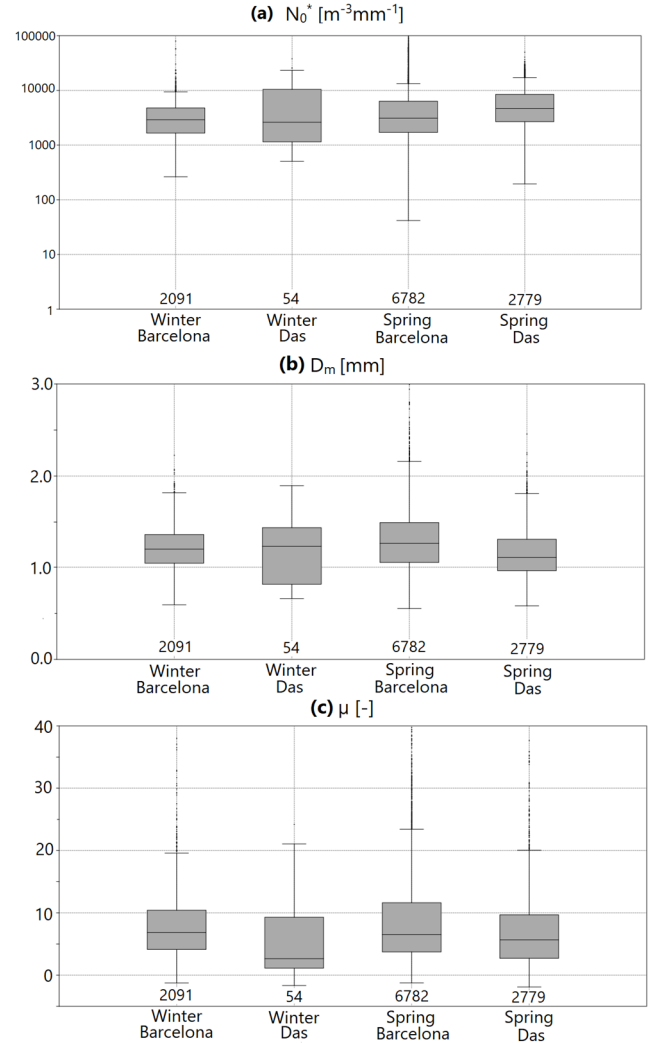 (a) N₀* [m⁻³mm⁻¹]
100000
10000
1000
100
10
1
2091 54 6782 2779
Winter Barcelona Winter Das Spring Barcelona Spring Das
(b) Dₘ [mm]
3.0
2.0
1.0
0.0
2091 54 6782 2779
Winter Barcelona Winter Das Spring Barcelona Spring Das
(c) μ [-]
40
30
20
10
0
2091 54 6782 2779
Winter Barcelona Winter Das Spring Barcelona Spring Das